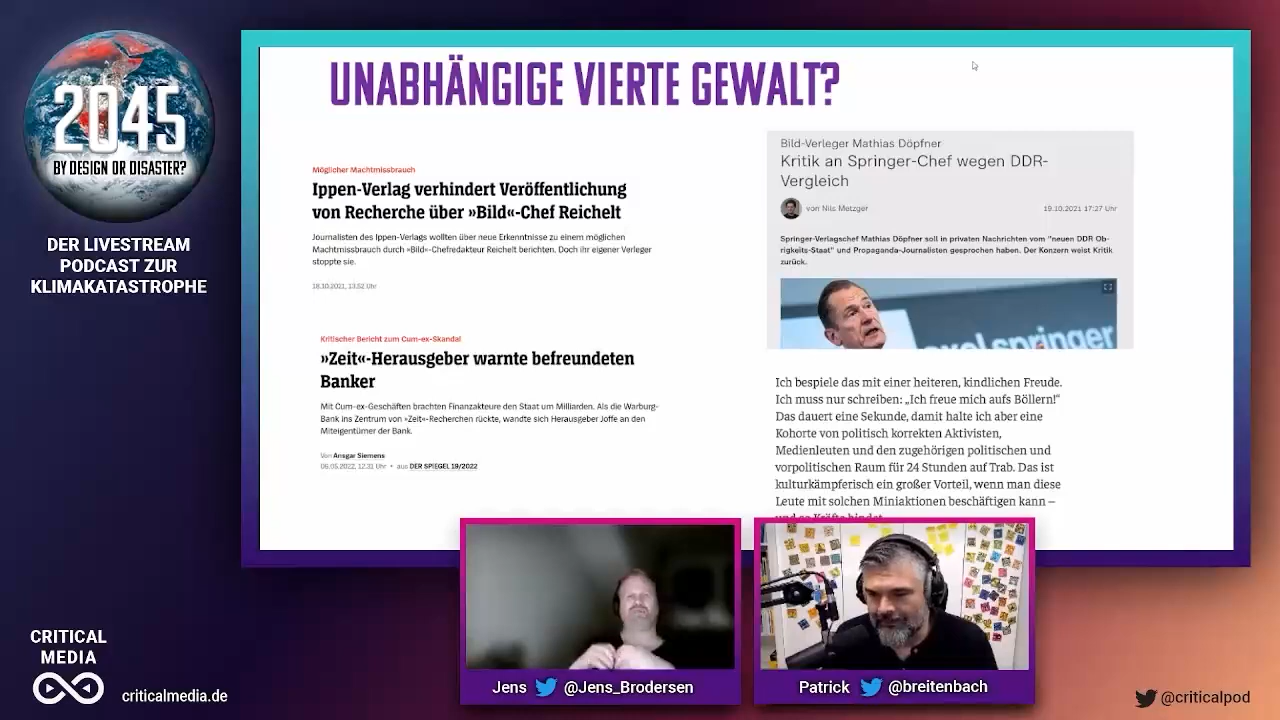 2045
BY DESIGN OR DISASTER?
DER LIVESTREAM
PODCAST ZUR
KLIMAKATASTROPHE
UNABHÄNGIGE VIERTE GEWALT?
Möglicher Machtmissbrauch
Ippen-Verlag verhindert Veröffentlichung
von Recherche über »Bild«-Chef Reichelt
Journalisten des Ippen-Verlags wollten über neue Erkenntnisse zu einem möglichen
Machtmissbrauch durch »Bild«-Chefredakteur Reichelt berichten. Doch ihr eigener Verleger
stoppte sie.
18.10.2021, 13.52 Uhr
Kritischer Bericht zum Cum-ex-Skandal
»Zeit«-Herausgeber warnte befreundeten
Banker
Mit Cum-ex-Geschäften brachten Finanzakteure den Staat um Milliarden. Als die Warburg-
Bank ins Zentrum von »Zeit«-Recherchen rückte, wandte sich Herausgeber Joffe an den
Miteigentümer der Bank.
Von Ansgar Siemens
06.05.2022, 12.31 Uhr • aus DER SPIEGEL 19/2022
Bild-Verleger Mathias Döpfner
Kritik an Springer-Chef wegen DDR-
Vergleich
von Nils Metzger
19.10.2021 17:27 Uhr
Springer-Verlagschef Mathias Döpfner soll in privaten Nachrichten vom "neuen DDR Ob-
rigkeits-Staat" und Propaganda-Journalisten gesprochen haben. Der Konzern weist Kritik
zurück.
axel springer
Ich bespiele das mit einer heiteren, kindlichen Freude.
Ich muss nur schreiben: „Ich freue mich aufs Böllern!“
Das dauert eine Sekunde, damit halte ich aber eine
Kohorte von politisch korrekten Aktivisten,
Medienleuten und den zugehörigen politischen und
vorpolitischen Raum für 24 Stunden auf Trab. Das ist
kulturkämpferisch ein großer Vorteil, wenn man diese
Leute mit solchen Miniaktionen beschäftigen kann –
und so Kräfte bindet.
Jens @Jens_Brodersen
Patrick @breitenbach
CRITICAL
MEDIA
criticalmedia.de
@criticalpod